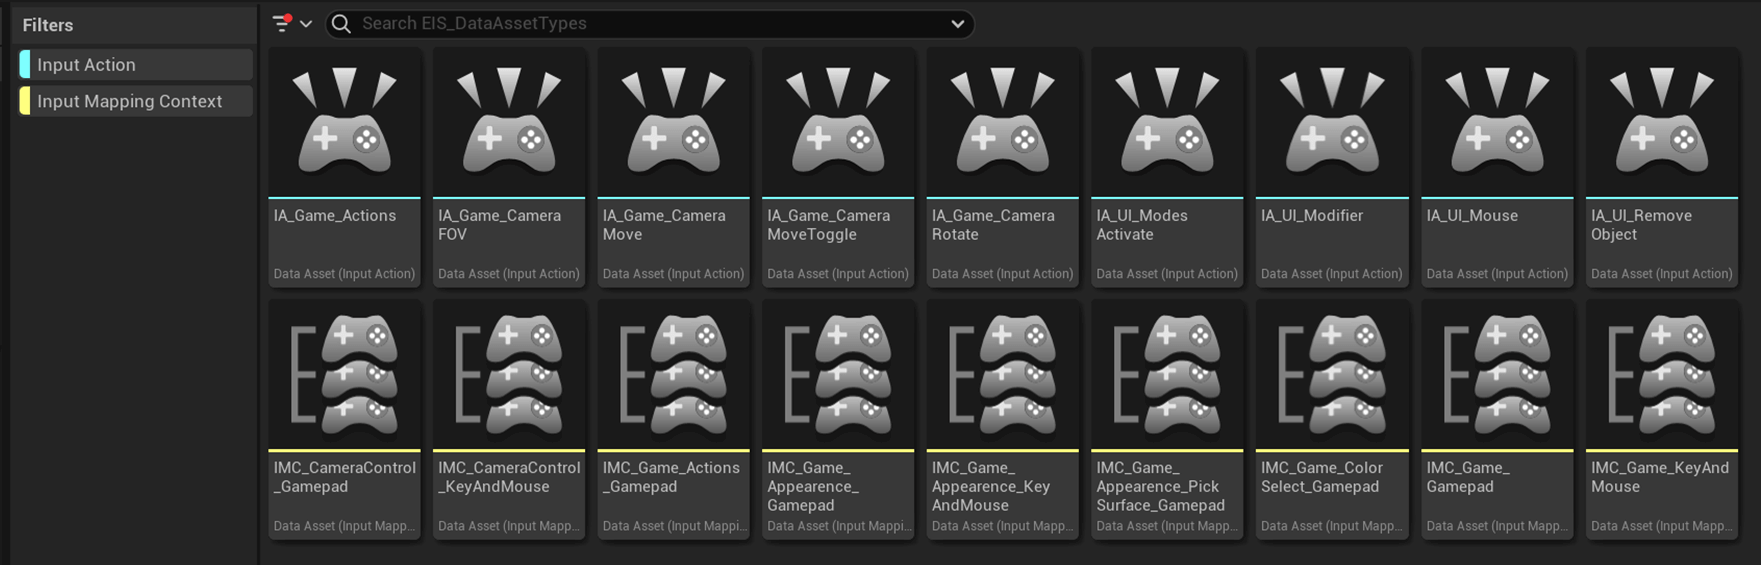 Filters
Search EIS_DataAssetTypes
Input Action
Input Mapping Context
IA_Game_Actions
Data Asset (Input Action)
IA_Game_Camera
FOV
Data Asset (Input Action)
IA_Game_Camera
Move
Data Asset (Input Action)
IA_Game_Camera
MoveToggle
Data Asset (Input Action)
IA_Game_Camera
Rotate
Data Asset (Input Action)
IA_UI_Modes
Activate
Data Asset (Input Action)
IA_UI_Modifier
Data Asset (Input Action)
IA_UI_Mouse
Data Asset (Input Action)
IA_UI_Remove
Object
Data Asset (Input Action)
IMC_CameraControl
_Gamepad
Data Asset (Input Mapp...
IMC_CameraControl
_KeyAndMouse
Data Asset (Input Mapp...
IMC_Game_Actions
_Gamepad
Data Asset (Input Mappi...
IMC_Game_
Appearence_
Gamepad
Data Asset (Input Mappi...
IMC_Game_
Appearence_Key
AndMouse
Data Asset (Input Mapp...
IMC_Game_
Appearence_Pick
Surface_Gamepad
Data Asset (Input Mapp...
IMC_Game_Color
Select_Gamepad
Data Asset (Input Mapp...
IMC_Game_
Gamepad
Data Asset (Input Mapp...
IMC_Game_KeyAnd
Mouse
Data Asset (Input Mapp...